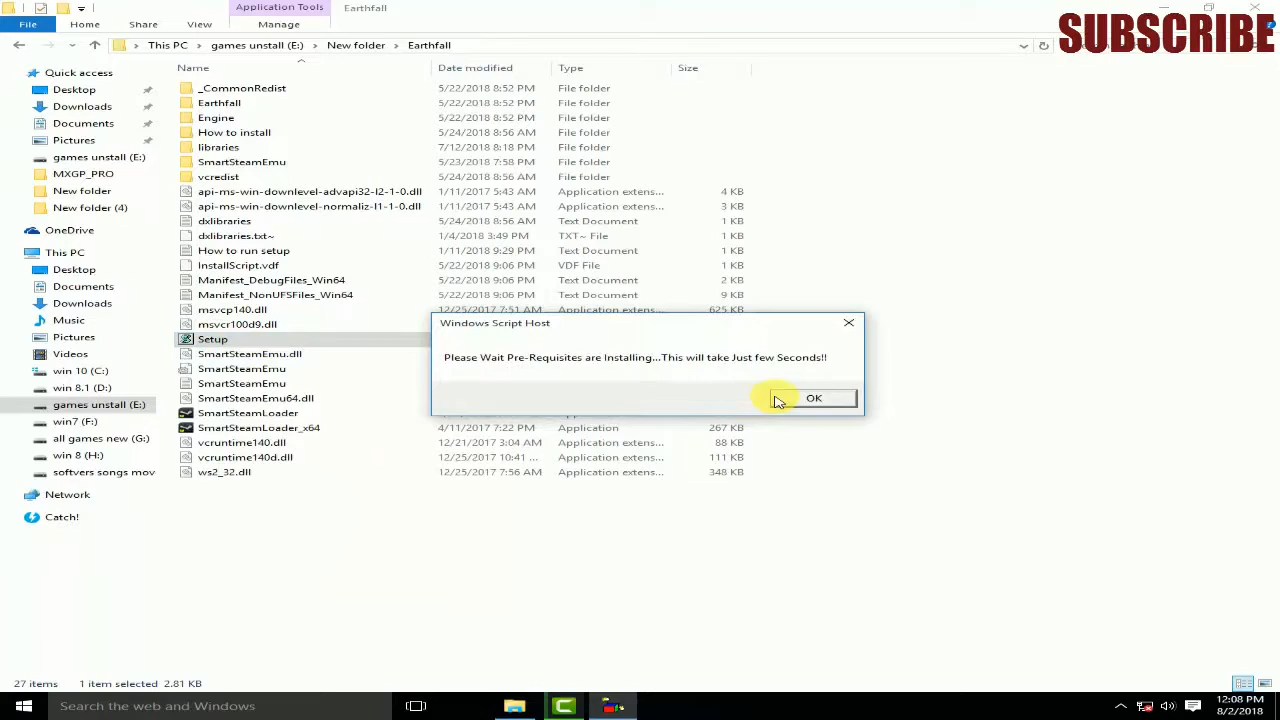 Application Tools Earthfall
File Home Share View Manage
SUBSCRIBE
This PC games unstall (E:) New folder Earthfall
Name Date modified Type Size
Quick access
Desktop
Downloads
Documents
Pictures
games unstall (E:)
MXGP_PRO
New folder
New folder (4)
OneDrive
This PC
Desktop
Documents
Downloads
Music
Pictures
Videos
win 10 (C:)
win 8.1 (D:)
games unstall (E:)
win7 (F:)
all games new (G:)
win 8 (H:)
softvers songs mov
Network
Catch!
_CommonRedist 5/22/2018 8:52 PM File folder
Earthfall 5/22/2018 8:52 PM File folder
Engine 5/22/2018 8:52 PM File folder
How to install 5/24/2018 8:56 AM File folder
libraries 7/12/2018 8:18 PM File folder
SmartSteamEmu 5/23/2018 7:58 PM File folder
vcredist 5/22/2018 8:52 PM File folder
api-ms-win-downlevel-advapi32-l2-1-0.dll 1/11/2017 5:43 AM Application extens... 4 KB
api-ms-win-downlevel-normaliz-l1-1-0.dll 1/11/2017 5:43 AM Application extens... 3 KB
dxlibraries 5/24/2018 8:56 AM Text Document 1 KB
dxlibraries.txt~ 1/4/2018 3:49 PM TXT~ File 1 KB
How to run setup 1/11/2018 9:29 PM Text Document 1 KB
InstallScript.vdf 5/22/2018 9:06 PM VDF File 1 KB
Manifest_DebugFiles_Win64 5/22/2018 9:06 PM Text Document 2 KB
Manifest_NonUFSFiles_Win64 5/22/2018 9:06 PM Text Document 9 KB
msvcp140.dll 12/25/2017 7:51 AM Application extens... 625 KB
msvcr100d9.dll
Setup
SmartSteamEmu.dll
SmartSteamEmu
SmartSteamEmu
SmartSteamEmu64.dll
SmartSteamLoader
SmartSteamLoader_x64 4/11/2017 7:22 PM Application 267 KB
vcruntime140.dll 12/21/2017 3:04 AM Application extens... 88 KB
vcruntime140d.dll 12/25/2017 10:41 ... Application extens... 111 KB
ws2_32.dll 12/25/2017 7:56 AM Application extens... 348 KB
Windows Script Host
Please Wait Pre-Requisites are Installing...This will take Just few Seconds!!
OK
27 items 1 item selected 2.81 KB
Search the web and Windows
12:08 PM
8/2/2018